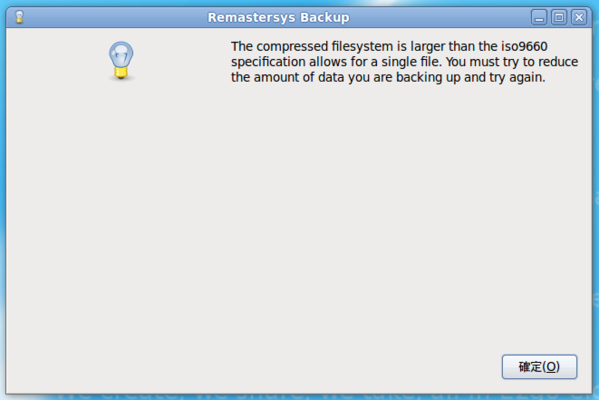 Remastersys Backup
The compressed filesystem is larger than the iso9660
specification allows for a single file. You must try to reduce
the amount of data you are backing up and try again.
確定(O)